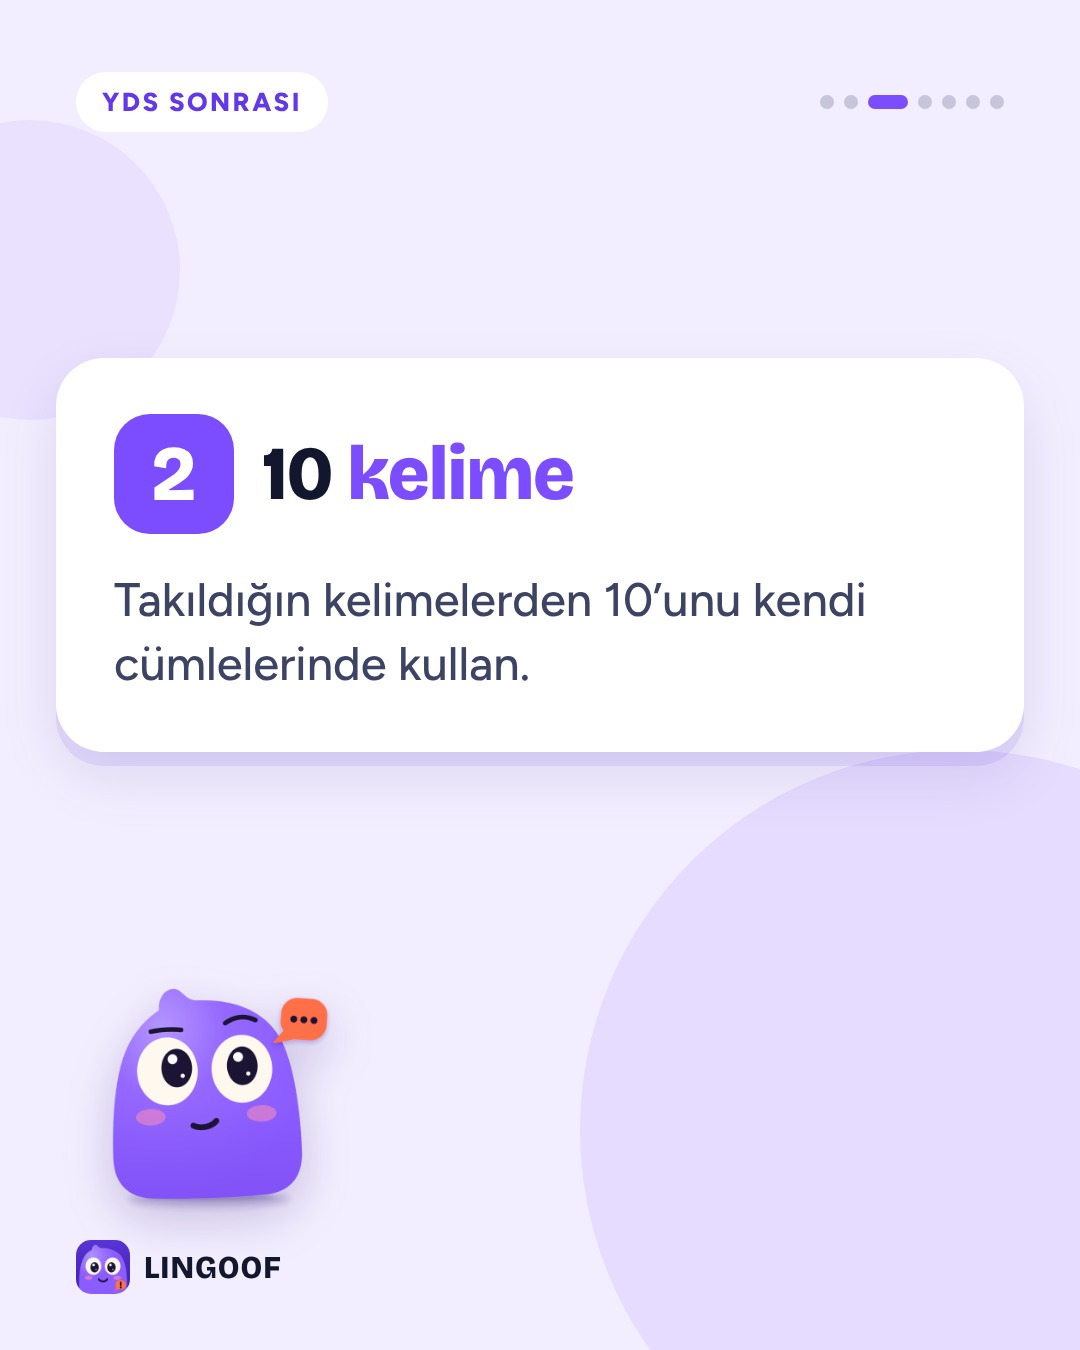 YDS SONRASI
2
10 kelime
Takıldığın kelimelerden 10’unu kendi
cümlelerinde kullan.
LINGOOF